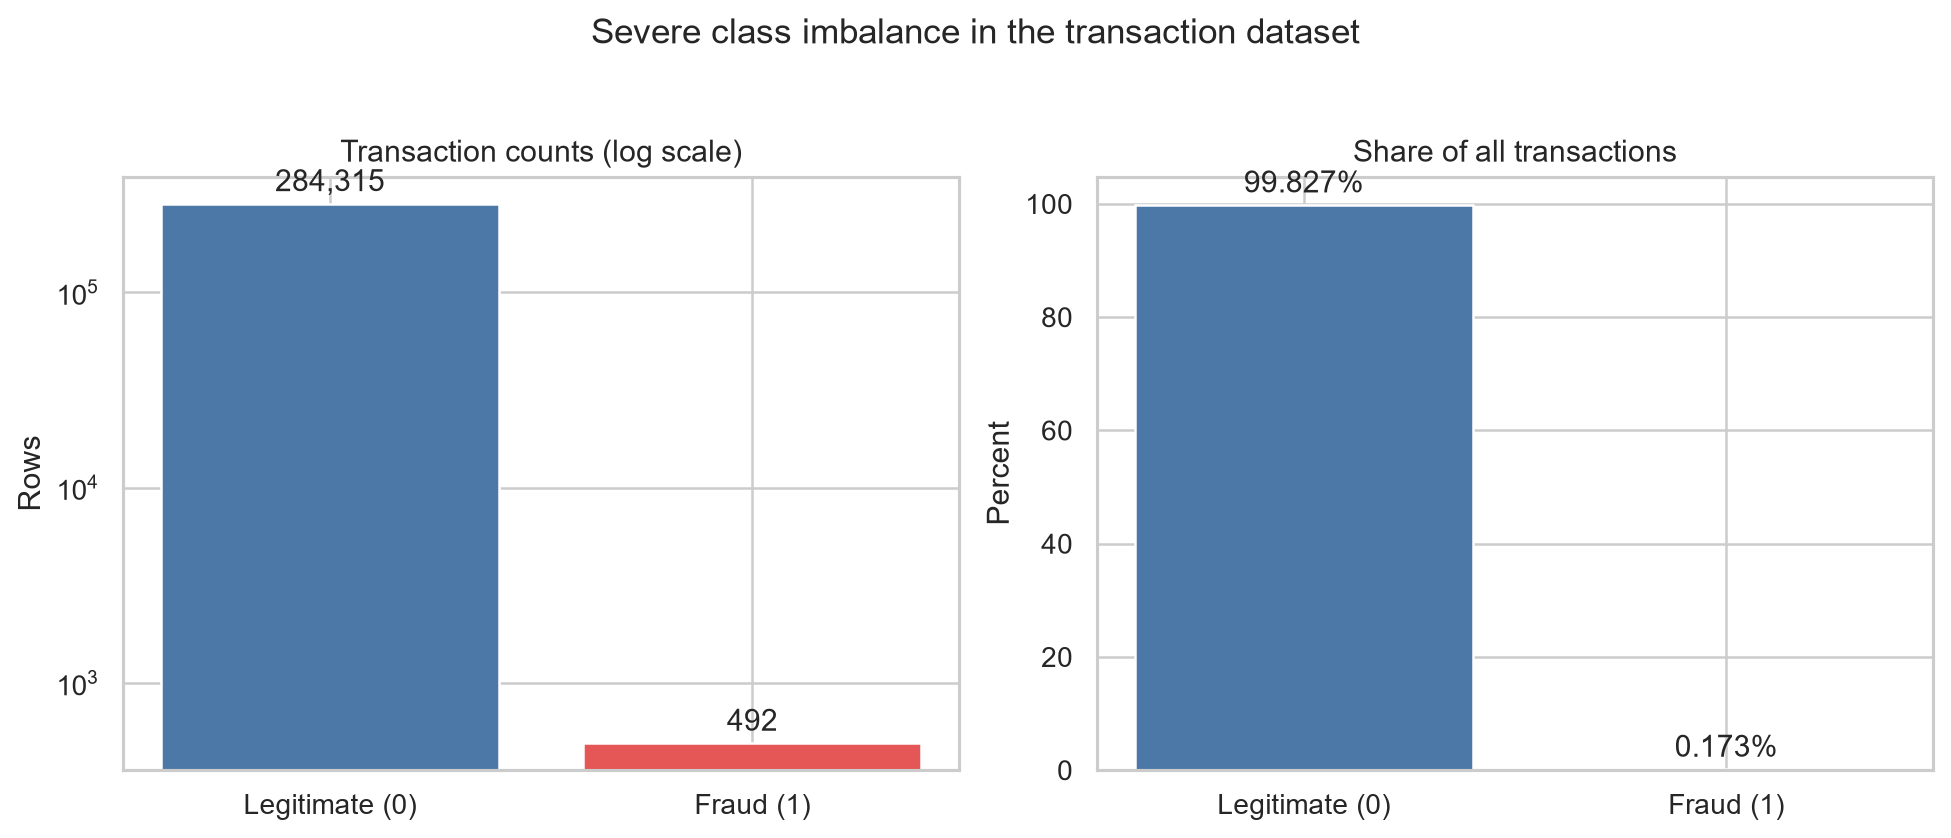 Severe class imbalance in the transaction dataset
Transaction counts (log scale)
284,315
10⁵
10⁴
10³
Rows
492
Legitimate (0)
Fraud (1)
Share of all transactions
99.827%
100
80
60
40
20
0
Percent
0.173%
Legitimate (0)
Fraud (1)